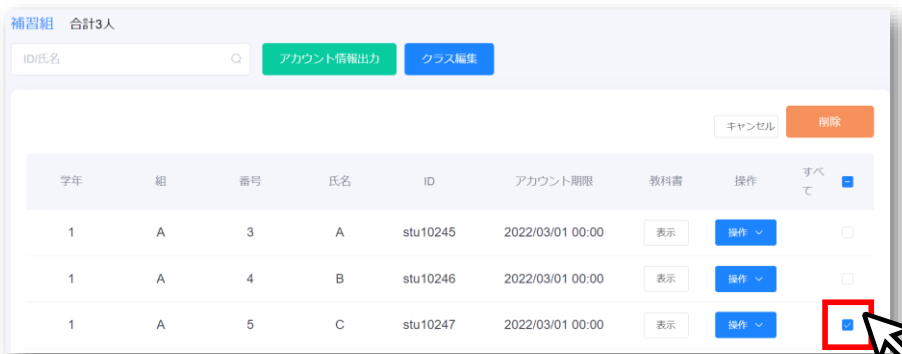 補習組 合計3人
ID/氏名 アカウント情報出力 クラス編集
キャンセル 削除
学年 組 番号 氏名 ID アカウント期限 教科書 操作 すべて
1 A 3 A stu10245 2022/03/01 00:00 表示 操作
1 A 4 B stu10246 2022/03/01 00:00 表示 操作
1 A 5 C stu10247 2022/03/01 00:00 表示 操作